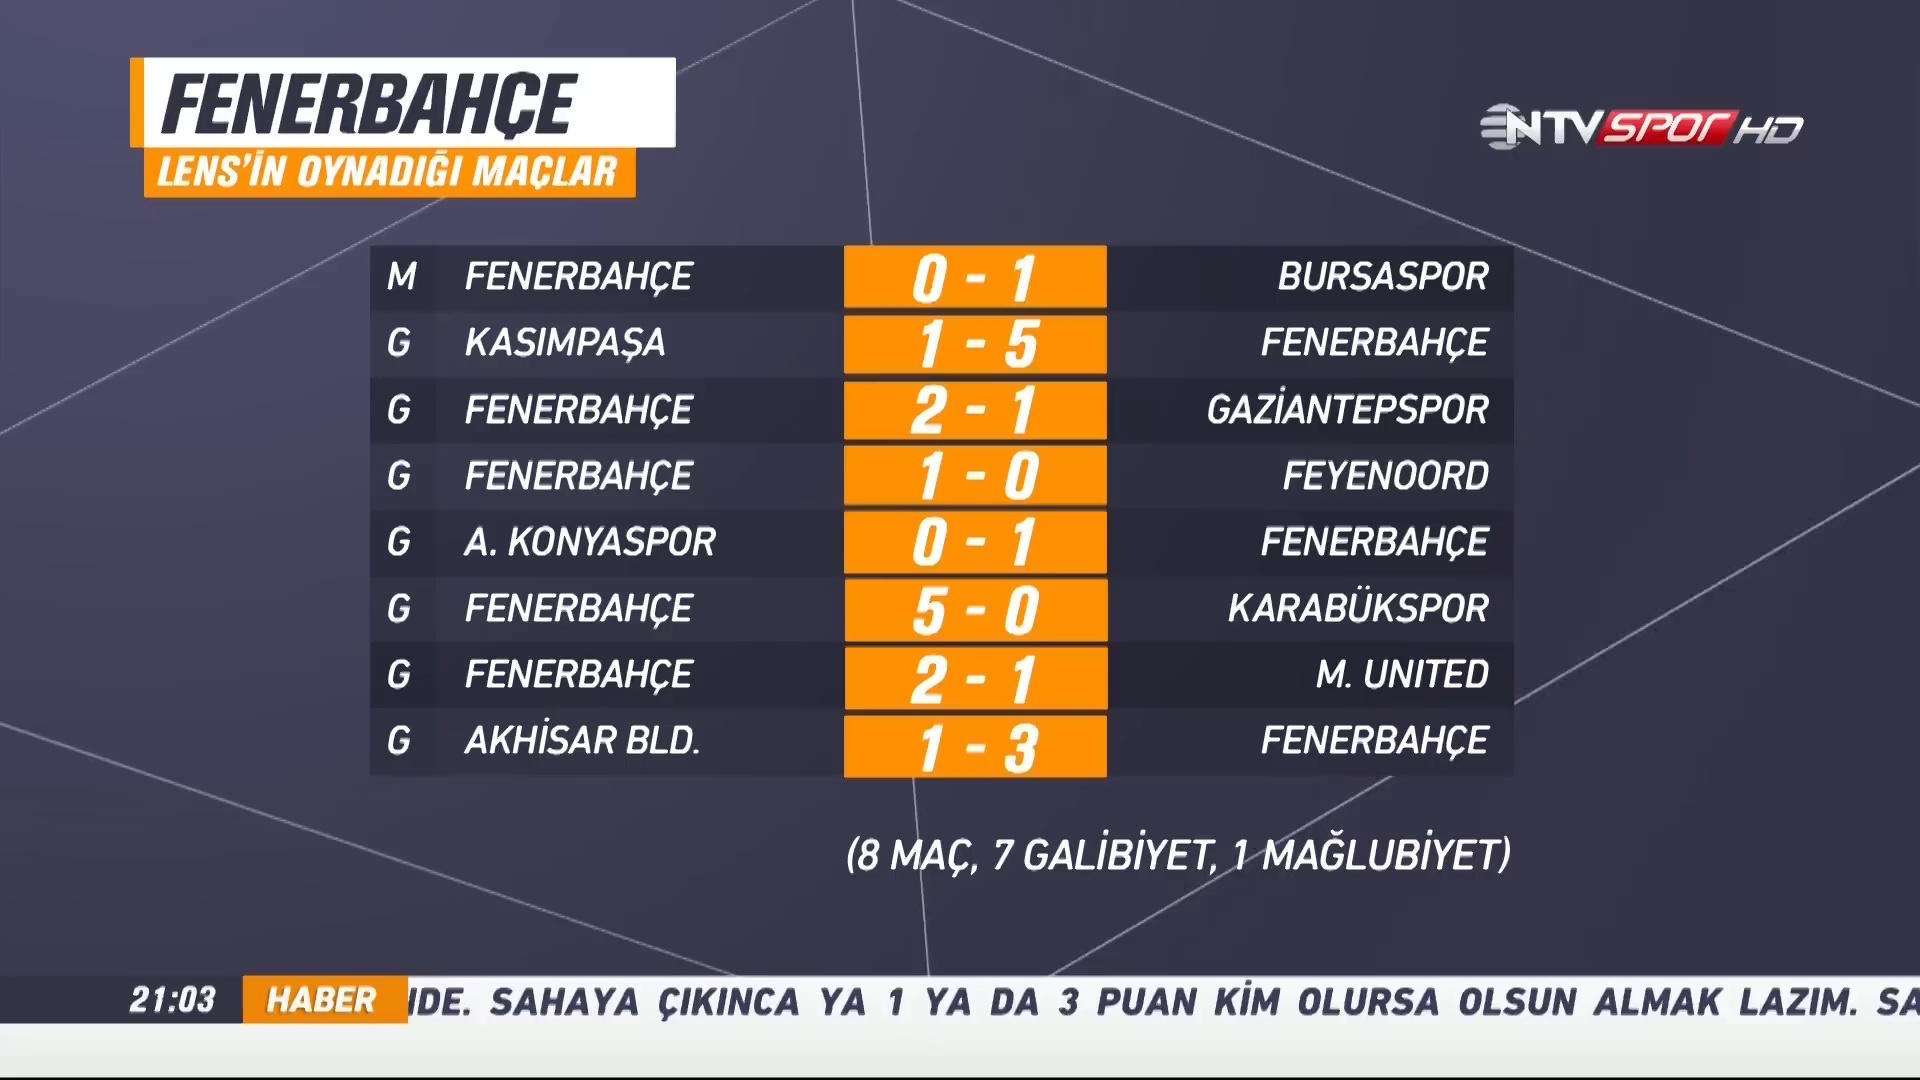 FENERBAHÇE
LENS'İN OYNADIĞI MAÇLAR
NTVSPOR HD
M FENERBAHÇE 0 - 1 BURSASPOR
G KASIMPAŞA 1 - 5 FENERBAHÇE
G FENERBAHÇE 2 - 1 GAZİANTEPSPOR
G FENERBAHÇE 1 - 0 FEYENOORD
G A. KONYASPOR 0 - 1 FENERBAHÇE
G FENERBAHÇE 5 - 0 KARABÜKSPOR
G FENERBAHÇE 2 - 1 M. UNITED
G AKHİSAR BLD. 1 - 3 FENERBAHÇE
(8 MAÇ, 7 GALİBİYET, 1 MAĞLUBİYET)
21:03 HABER NDE. SAHAYA ÇIKINCA YA 1 YA DA 3 PUAN KİM OLURSA OLSUN ALMAK LAZIM. SA